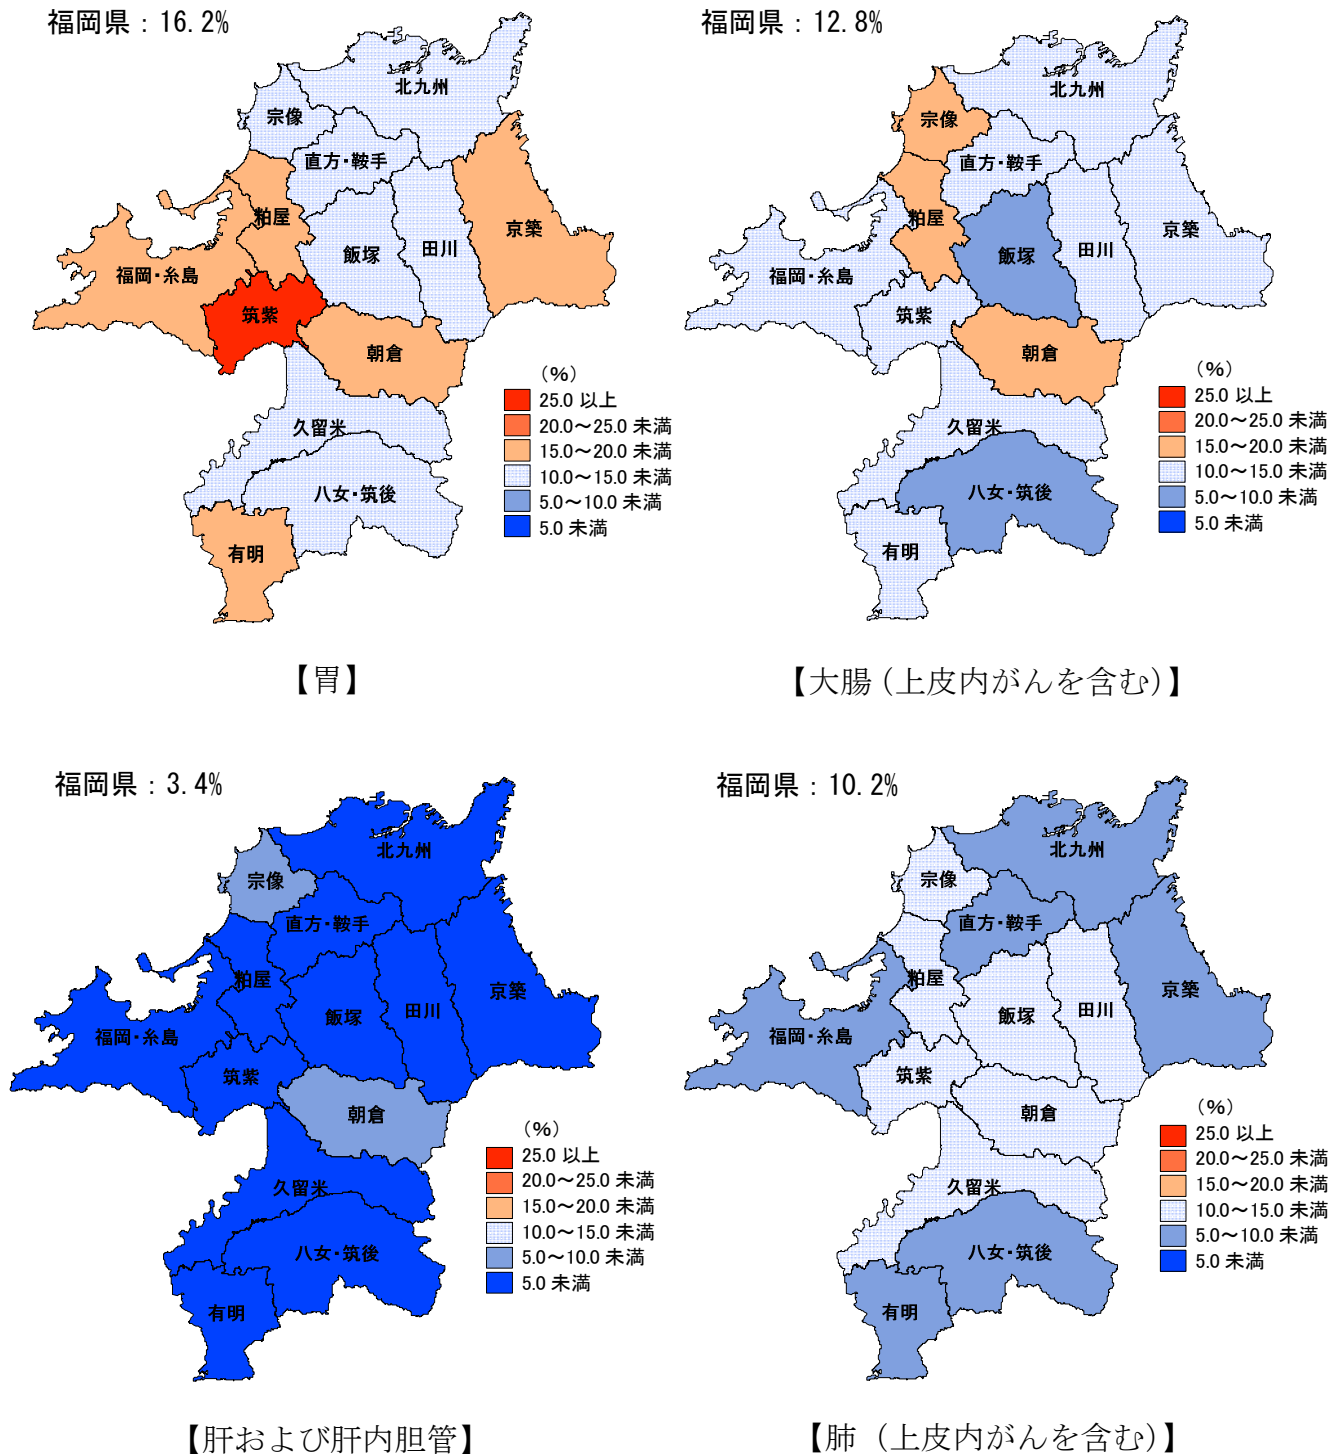 福岡県：16.2%
北九州
宗像
直方・鞍手
粕屋
飯塚
田川
京築
福岡・糸島
筑紫
朝倉
久留米
八女・筑後
有明
（%）
25.0 以上
20.0～25.0 未満
15.0～20.0 未満
10.0～15.0 未満
5.0～10.0 未満
5.0 未満
【胃】
福岡県：12.8%
北九州
宗像
直方・鞍手
粕屋
飯塚
田川
京築
福岡・糸島
筑紫
朝倉
久留米
八女・筑後
有明
（%）
25.0 以上
20.0～25.0 未満
15.0～20.0 未満
10.0～15.0 未満
5.0～10.0 未満
5.0 未満
【大腸（上皮内がんを含む）】
福岡県：3.4%
北九州
宗像
直方・鞍手
粕屋
飯塚
田川
京築
福岡・糸島
筑紫
朝倉
久留米
八女・筑後
有明
（%）
25.0 以上
20.0～25.0 未満
15.0～20.0 未満
10.0～15.0 未満
5.0～10.0 未満
5.0 未満
【肝および肝内胆管】
福岡県：10.2%
北九州
宗像
直方・鞍手
粕屋
飯塚
田川
京築
福岡・糸島
筑紫
朝倉
久留米
八女・筑後
有明
（%）
25.0 以上
20.0～25.0 未満
15.0～20.0 未満
10.0～15.0 未満
5.0～10.0 未満
5.0 未満
【肺（上皮内がんを含む）】